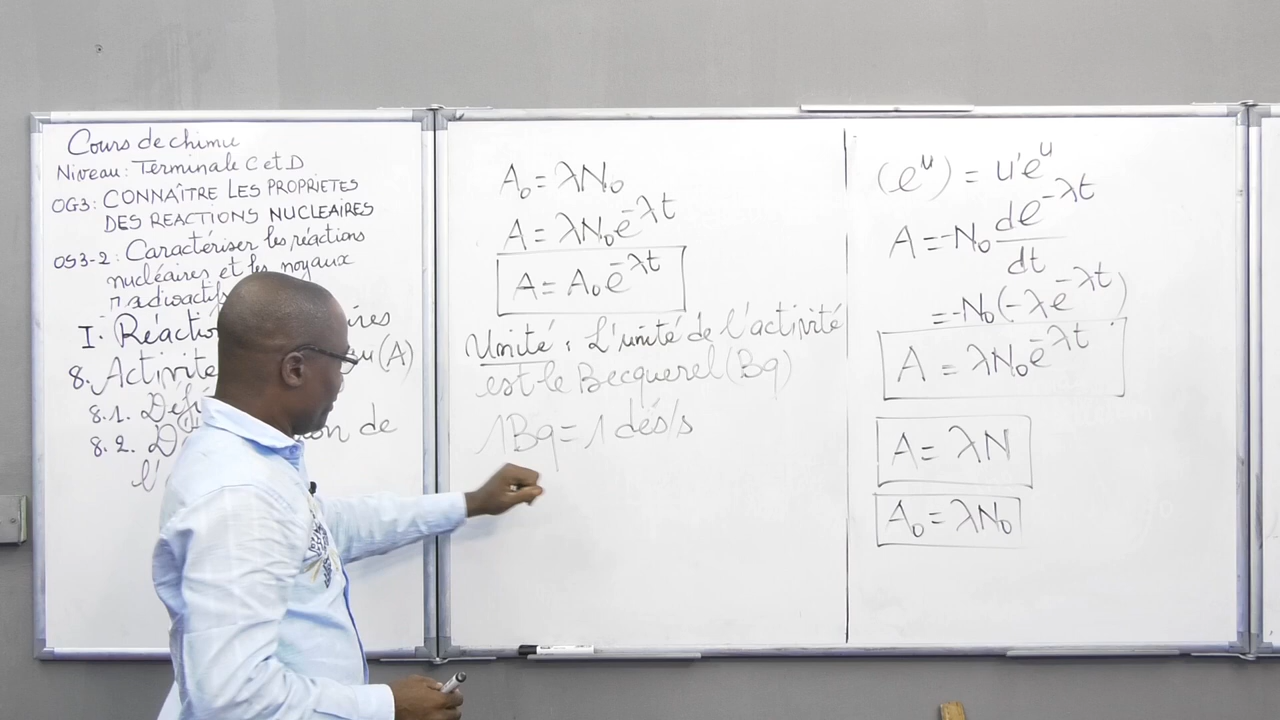 Cours de chimie
Niveau: Terminale C et D
OG3: CONNAÎTRE LES PROPRIETES
DES REACTIONS NUCLEAIRES
OS3-2: Caractériser les réactions
nucléaires et les noyaux
radioactifs
I. Réactio ires
8. Activité (A)
8.1. Défi
8.2. D on de
l'
A₀ = λN₀
A = λN₀e^-λt
A = A₀e^-λt
Unité : L'unité de l'activité
est le Becquerel (Bq)
1Bq = 1 dés/s
(e^u) = u'e^u
A = -N₀ de^-λt/dt
= -N₀(-λe^-λt)
A = λN₀e^-λt
A = λN
A₀ = λN₀